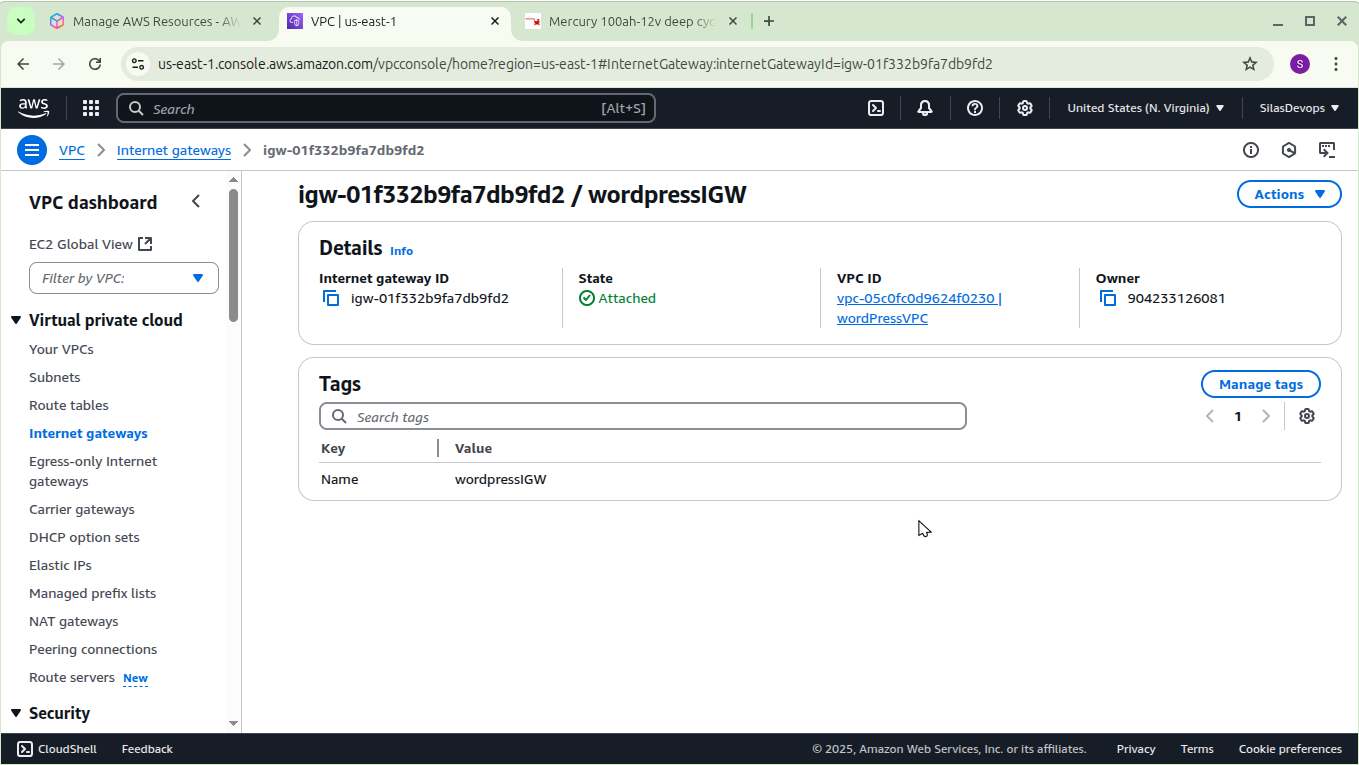 Manage AWS Resources - AW
VPC | us-east-1
Mercury 100ah-12v deep cyc
us-east-1.console.aws.amazon.com/vpcconsole/home?region=us-east-1#InternetGateway:internetGatewayId=igw-01f332b9fa7db9fd2
S
aws
Search
[Alt+S]
United States (N. Virginia)
SilasDevops
VPC
Internet gateways
igw-01f332b9fa7db9fd2
VPC dashboard
EC2 Global View
Filter by VPC:
Virtual private cloud
Your VPCs
Subnets
Route tables
Internet gateways
Egress-only Internet
gateways
Carrier gateways
DHCP option sets
Elastic IPs
Managed prefix lists
NAT gateways
Peering connections
Route servers New
Security
igw-01f332b9fa7db9fd2 / wordpressIGW
Actions
Details Info
Internet gateway ID
igw-01f332b9fa7db9fd2
State
Attached
VPC ID
vpc-05c0fc0d9624f0230 |
wordPressVPC
Owner
904233126081
Tags
Manage tags
Search tags
1
Key
Value
Name
wordpressIGW
CloudShell
Feedback
© 2025, Amazon Web Services, Inc. or its affiliates.
Privacy
Terms
Cookie preferences